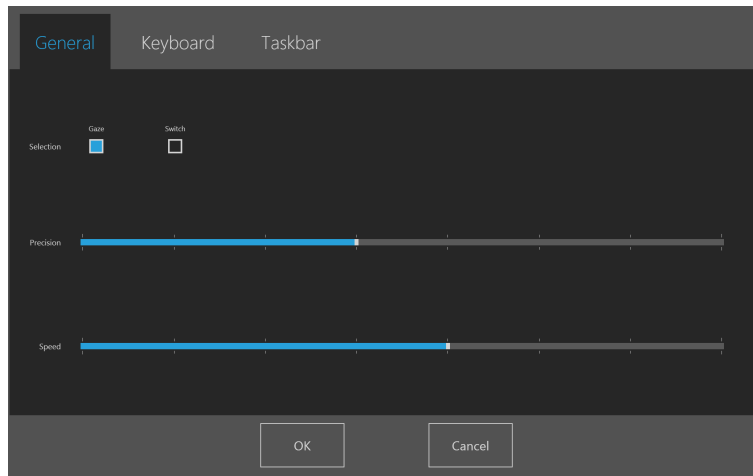 General Keyboard Taskbar
Gaze Switch
Selection
Precision
Speed
OK Cancel